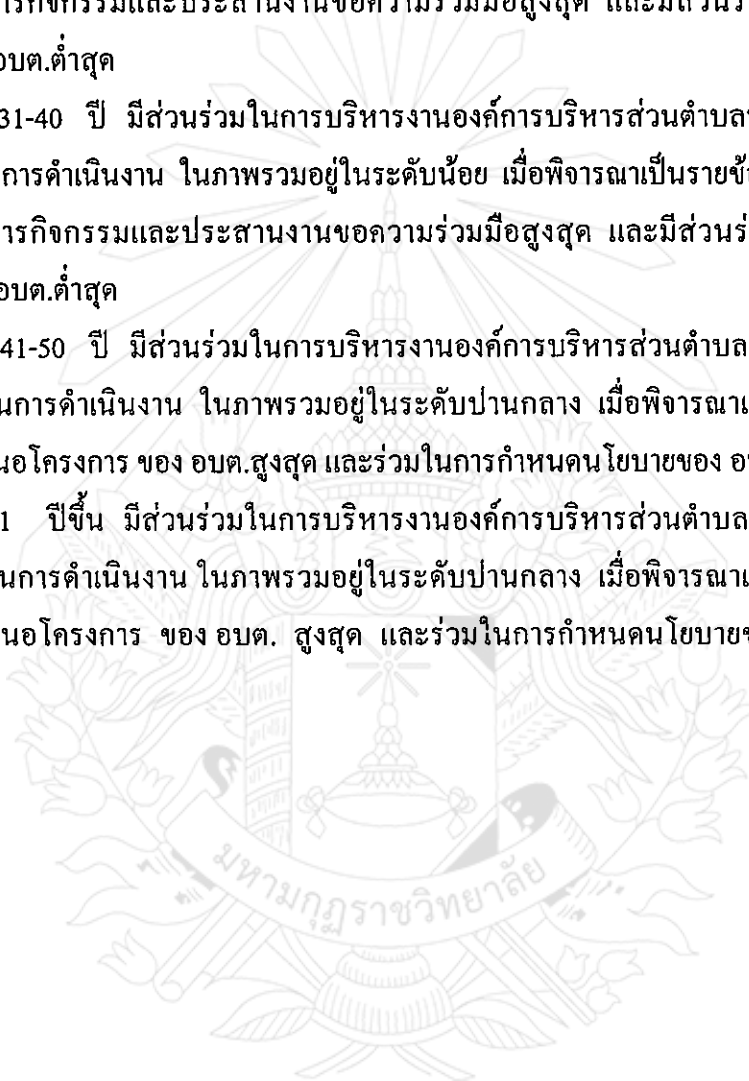 ารกิจกรรมและประสานงานขอความร่วมมือสูงสุด และมีส่วนร
อบต.ต่ำสุด
31-40 ปี มีส่วนร่วมในการบริหารงานองค์การบริหารส่วนตำบล
การดำเนินงาน ในภาพรวมอยู่ในระดับน้อย เมื่อพิจารณาเป็นรายข้
ารกิจกรรมและประสานงานขอความร่วมมือสูงสุด และมีส่วนร่
อบต.ต่ำสุด
41-50 ปี มีส่วนร่วมในการบริหารงานองค์การบริหารส่วนตำบล
นการดำเนินงาน ในภาพรวมอยู่ในระดับปานกลาง เมื่อพิจารณาเ
นอโครงการ ของ อบต.สูงสุด และร่วมในการกำหนดนโยบายของ อ
1 ปีขึ้น มีส่วนร่วมในการบริหารงานองค์การบริหารส่วนตำบล
นการดำเนินงาน ในภาพรวมอยู่ในระดับปานกลาง เมื่อพิจารณาเ
นอโครงการ ของ อบต. สูงสุด และร่วมในการกำหนดนโยบายข
มหามกุฏราชวิทยาลัย